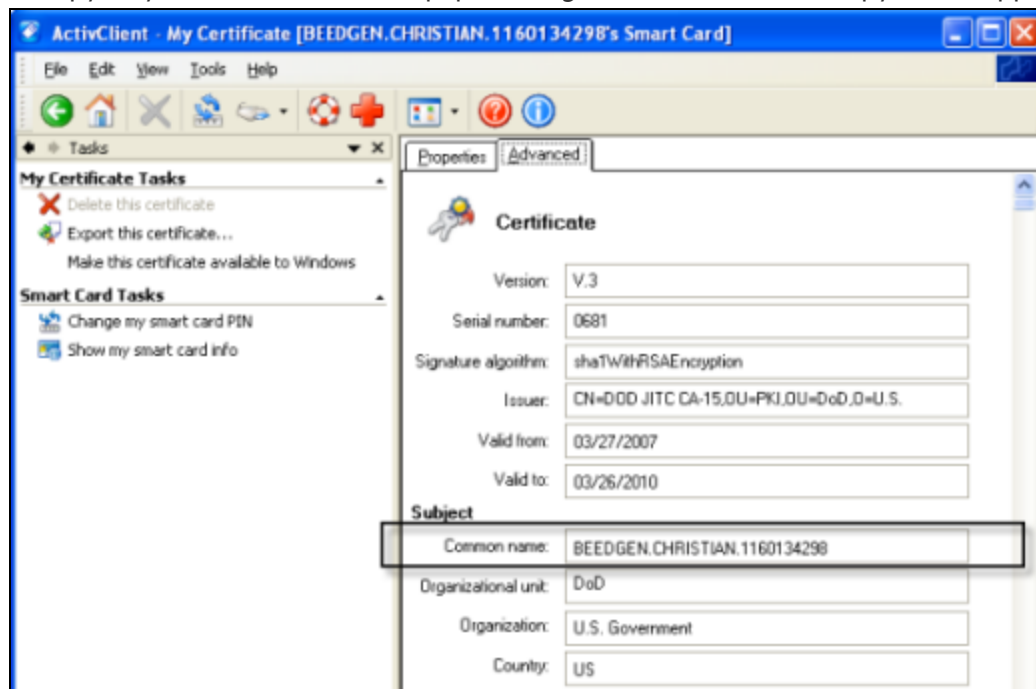 ActivClient - My Certificate [BEEDGEN.CHRISTIAN.1160134298's Smart Card]
File Edit View Tools Help
Tasks
My Certificate Tasks
Delete this certificate
Export this certificate...
Make this certificate available to Windows
Smart Card Tasks
Change my smart card PIN
Show my smart card info
Properties Advanced
Certificate
Version: V.3
Serial number: 0681
Signature algorithm: sha1WithRSAEncryption
Issuer: CN=DOD JITC CA-15,OU=PKI,OU=DoD,O=U.S.
Valid from: 03/27/2007
Valid to: 03/26/2010
Subject
Common name: BEEDGEN.CHRISTIAN.1160134298
Organizational unit: DoD
Organization: U.S. Government
Country: US